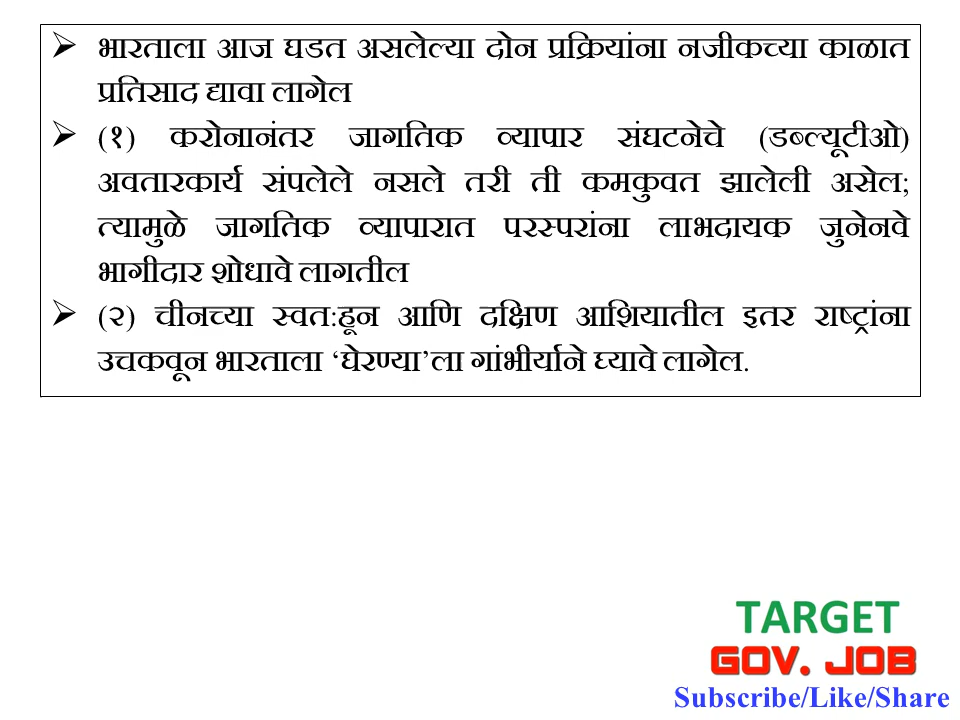 ➢ भारताला आज घडत असलेल्या दोन प्रक्रियांना नजीकच्या काळात
प्रतिसाद द्यावा लागेल
➢ (१) करोनानंतर जागतिक व्यापार संघटनेचे (डब्ल्यूटीओ)
अवतारकार्य संपलेले नसले तरी ती कमकुवत झालेली असेल;
त्यामुळे जागतिक व्यापारात परस्परांना लाभदायक जुनेनवे
भागीदार शोधावे लागतील
➢ (२) चीनच्या स्वत:हून आणि दक्षिण आशियातील इतर राष्ट्रांना
उचकवून भारताला ‘घेरण्या’ला गांभीर्याने घ्यावे लागेल.
TARGET
GOV. JOB
Subscribe/Like/Share